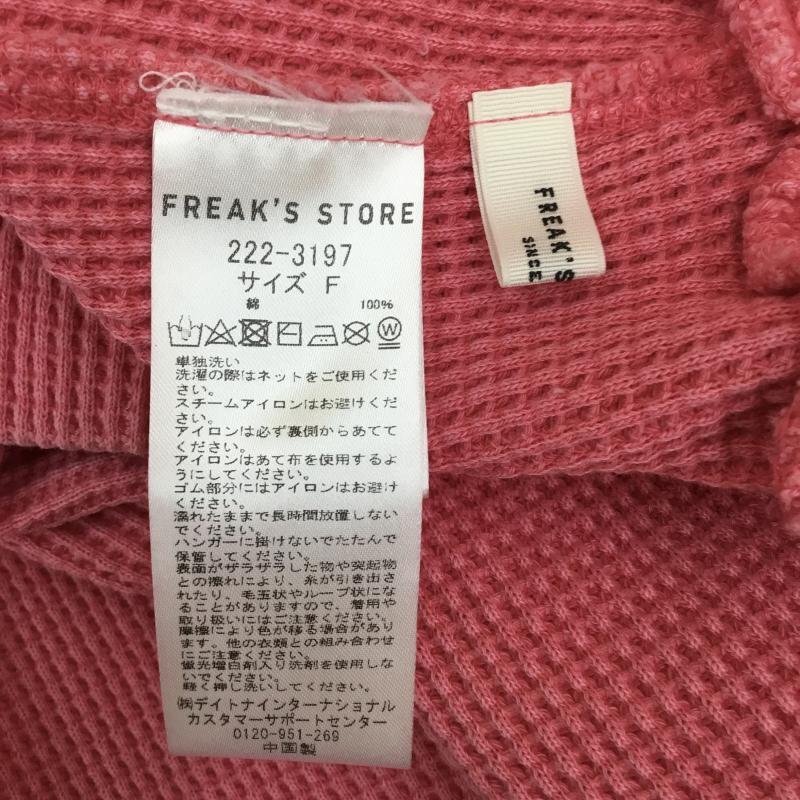 FREAK'S STORE
222-3197
サイズ F
綿 100%
W
単独洗い
洗濯の際はネットをご使用くだ
さい。
スチームアイロンはお避けくだ
さい。
アイロンは必ず裏側からあてて
ください。
アイロンはあて布を使用するよ
うにしてください。
ゴム部分にはアイロンはお避け
ください。
濡れたままで長時間放置しない
でください。
ハンガーに掛けないでたたんで
保管してください。
表面がザラザラした物や突起物
との擦れにより、糸が引き出さ
れたり、毛玉状やループ状にな
ることがありますので、着用や
取り扱いにはご注意ください。
摩擦により色が移る場合があり
ます。他の衣類との組み合わせ
にご注意ください。
蛍光増白剤入り洗剤を使用しな
いでください。
軽く押し洗いしてください。
㈱デイトナインターナショナル
カスタマーサポートセンター
0120-951-269
中国製
FREAK'S
SINCE